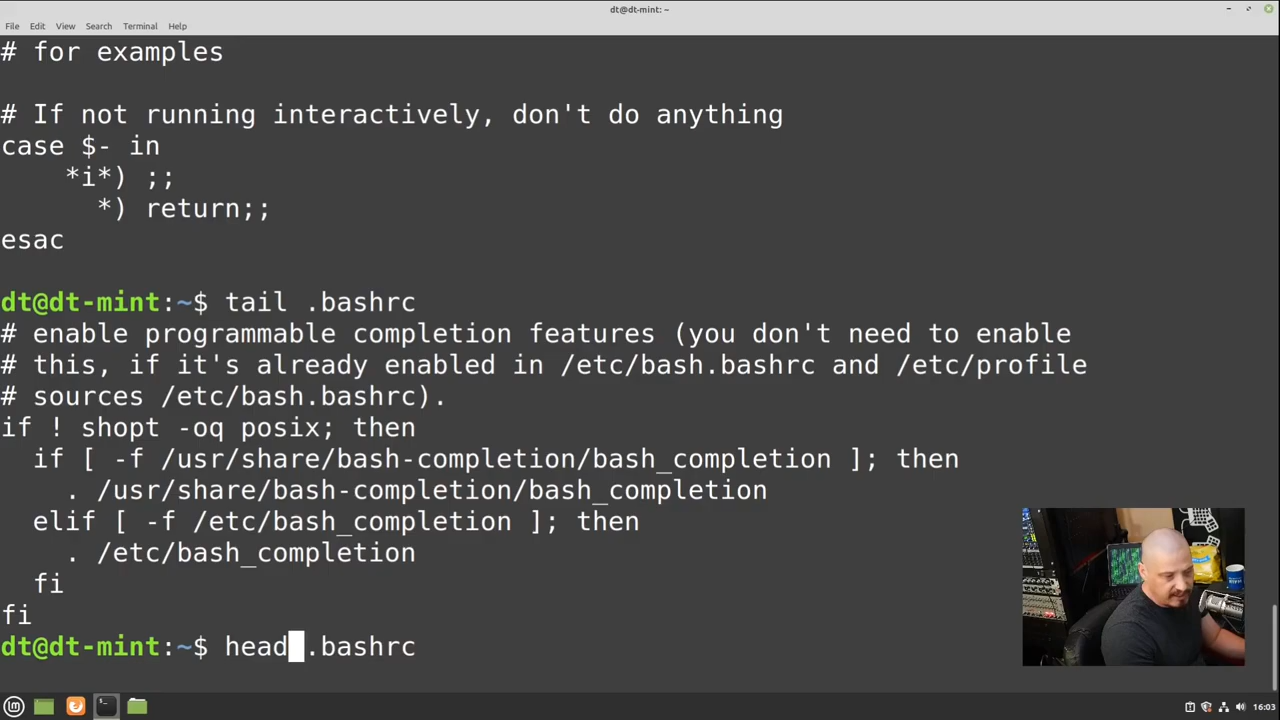 dt@dt-mint: ~
File Edit View Search Terminal Help
# for examples
# If not running interactively, don't do anything
case $- in
    *i*) ;;
      *) return;;
esac
dt@dt-mint:~$ tail .bashrc
# enable programmable completion features (you don't need to enable
# this, if it's already enabled in /etc/bash.bashrc and /etc/profile
# sources /etc/bash.bashrc).
if ! shopt -oq posix; then
  if [ -f /usr/share/bash-completion/bash_completion ]; then
    . /usr/share/bash-completion/bash_completion
  elif [ -f /etc/bash_completion ]; then
    . /etc/bash_completion
  fi
fi
dt@dt-mint:~$ head .bashrc
16:03